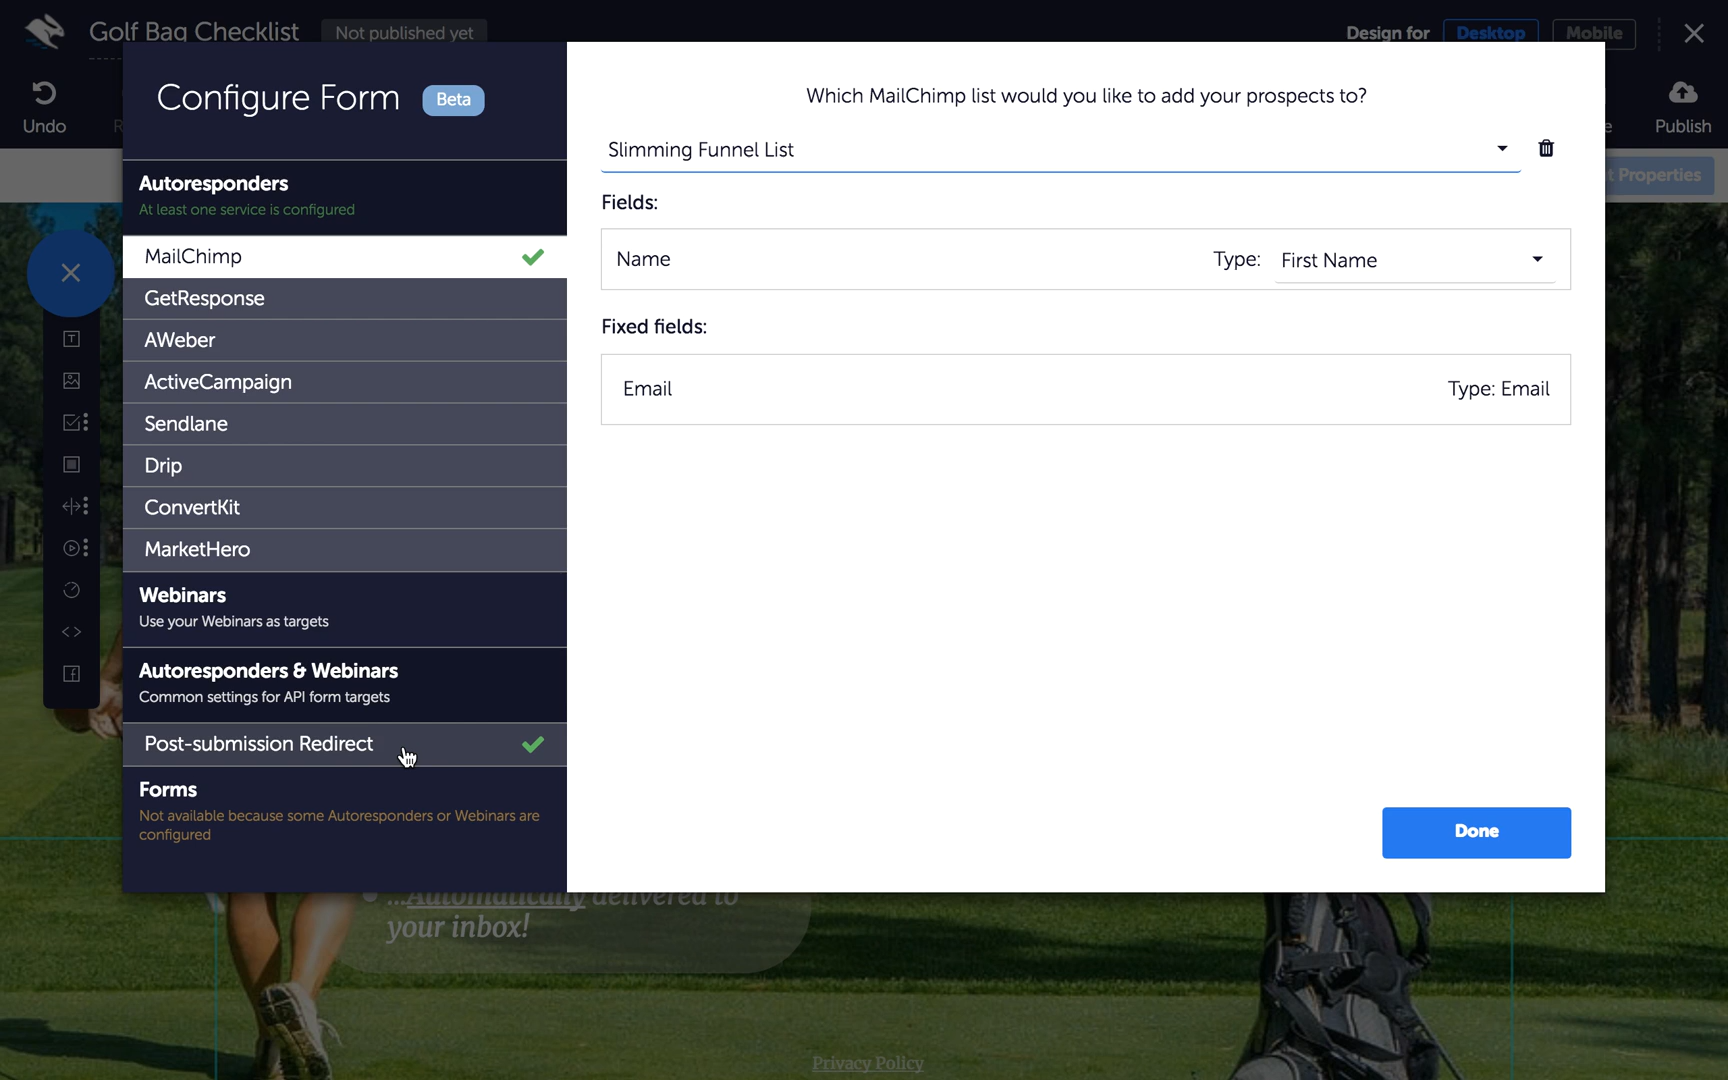 Golf Bag Checklist
Not published yet
Design for
Desktop
Mobile
Undo
Publish
Configure Form
Beta
Which MailChimp list would you like to add your prospects to?
Slimming Funnel List
t Properties
Autoresponders
At least one service is configured
Fields:
MailChimp
Name
Type: First Name
GetResponse
AWeber
Fixed fields:
ActiveCampaign
Email
Type: Email
Sendlane
Drip
ConvertKit
MarketHero
Webinars
Use your Webinars as targets
Autoresponders & Webinars
Common settings for API form targets
Post-submission Redirect
Forms
Not available because some Autoresponders or Webinars are
configured
Done
...Automatically delivered to
your inbox!
Privacy Policy